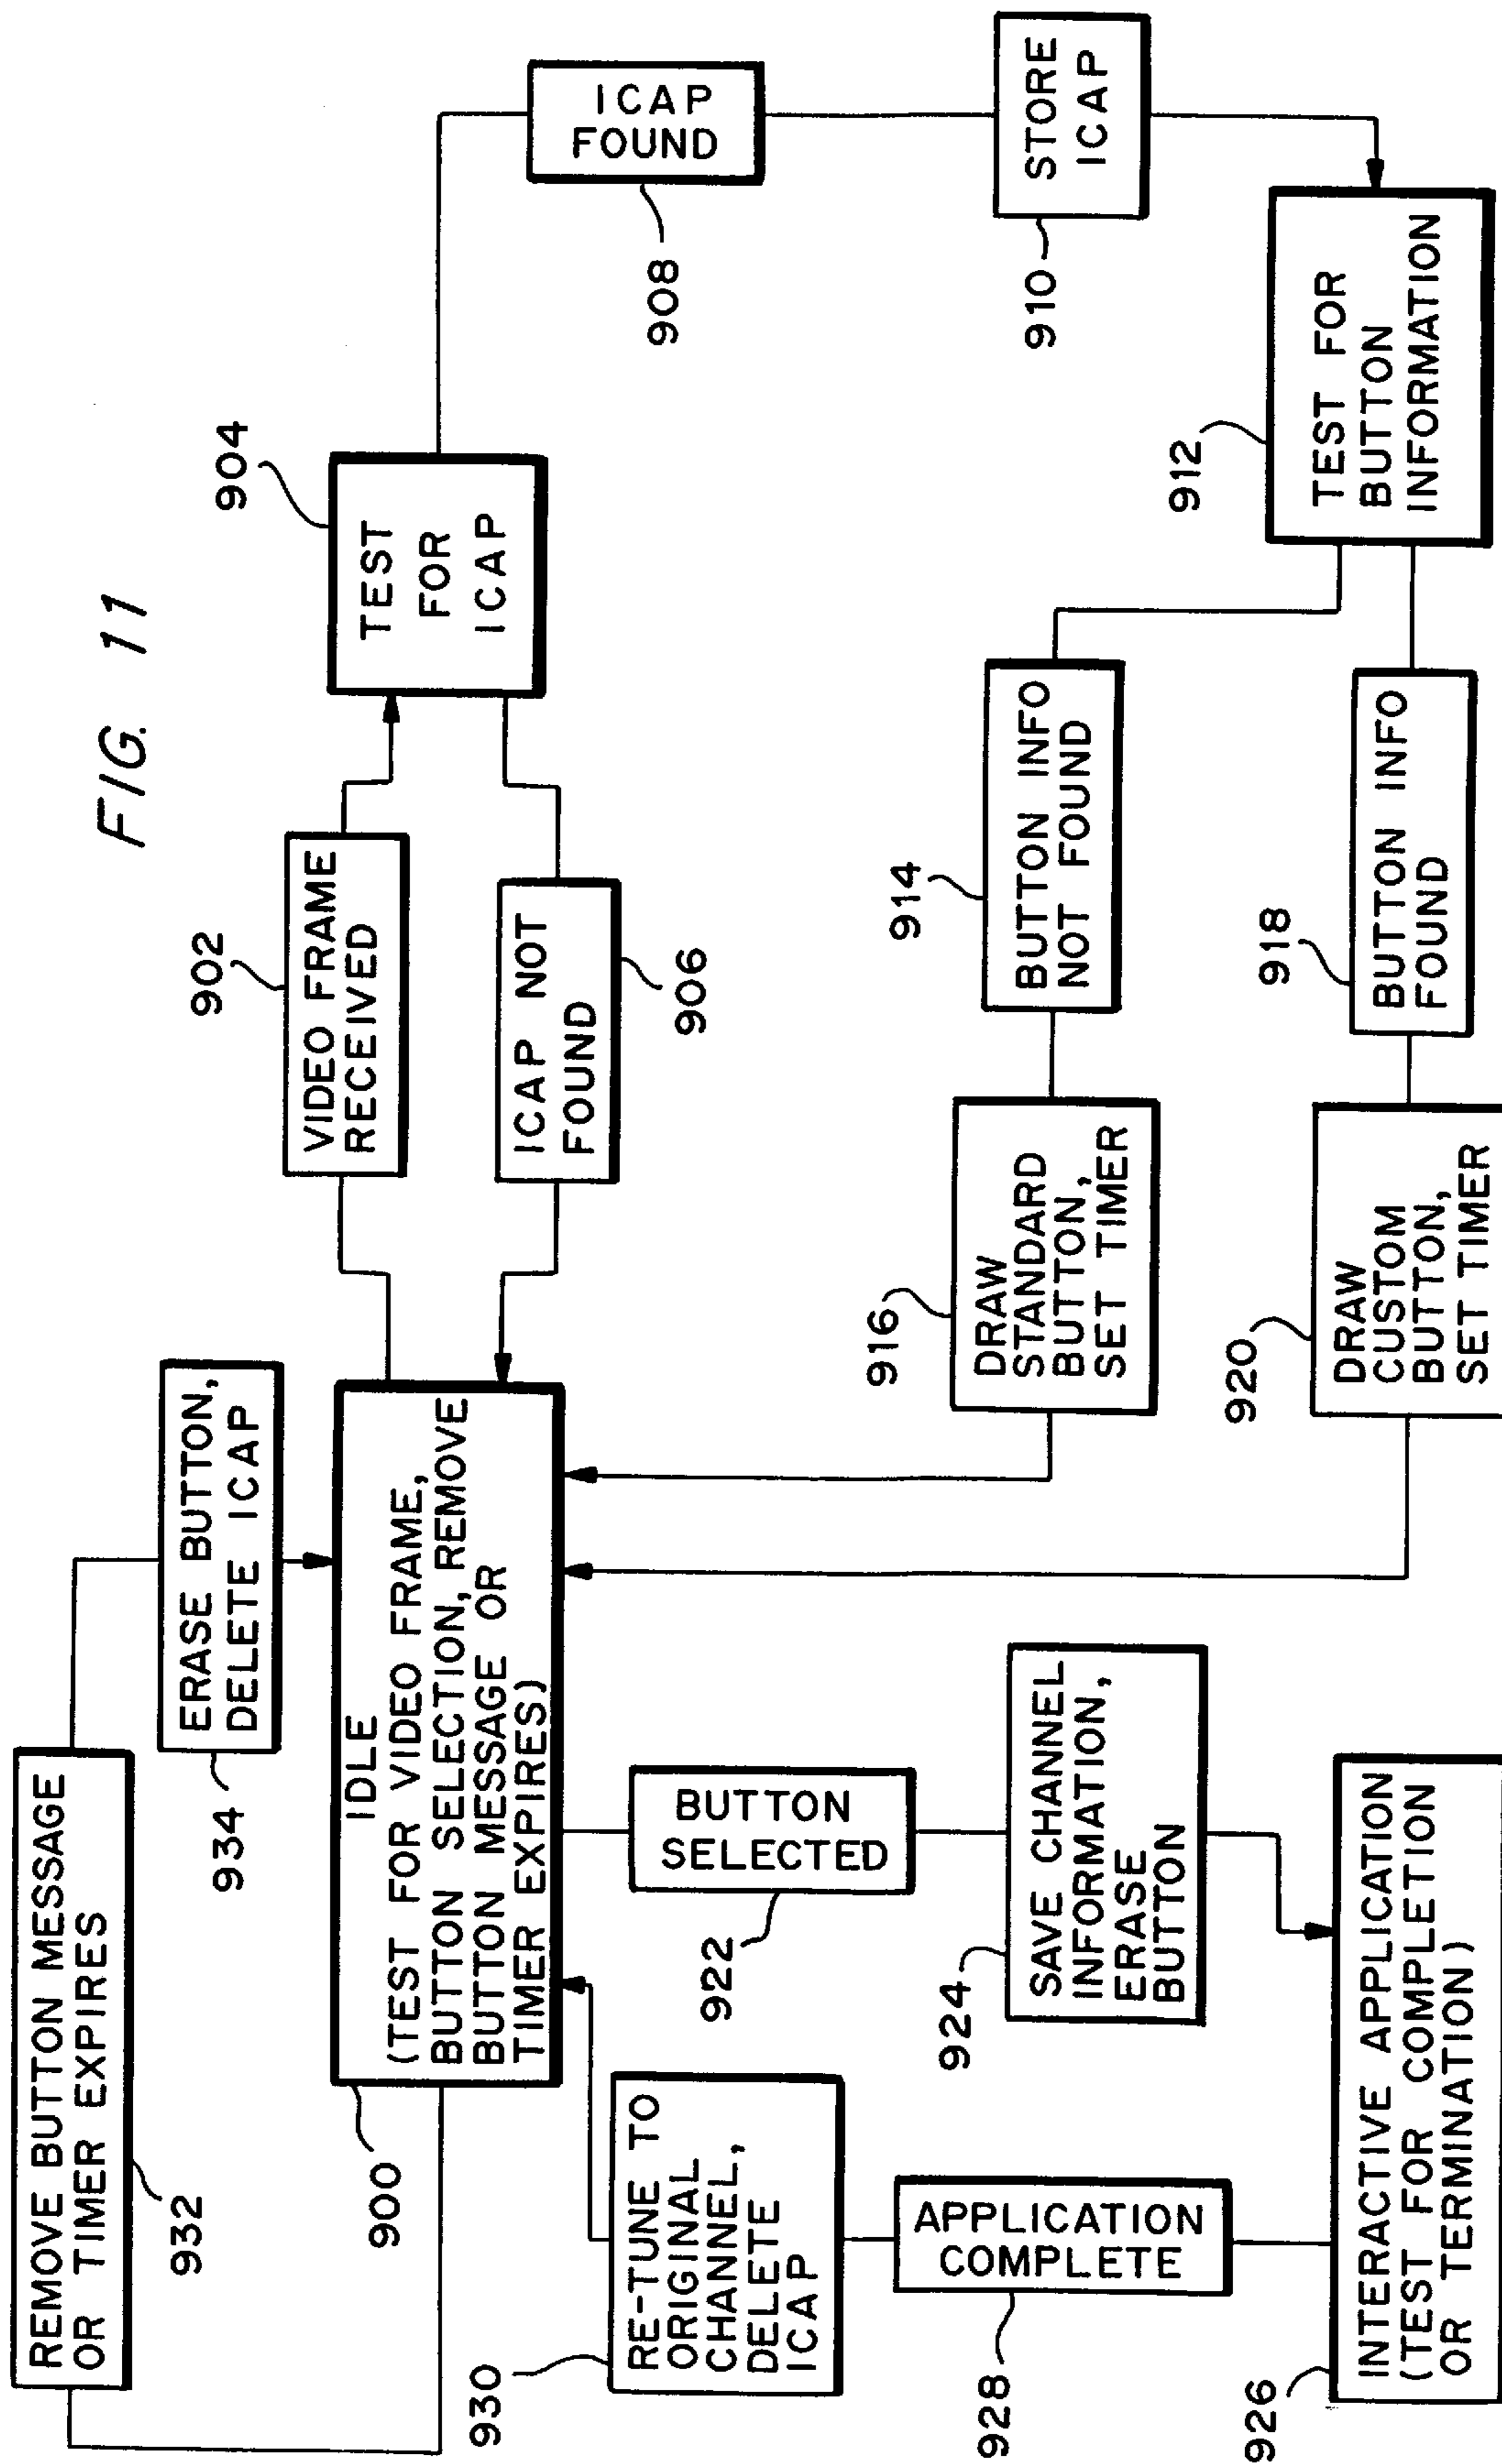 FIG. 11
REMOVE BUTTON MESSAGE
OR TIMER EXPIRES
932
ERASE BUTTON,
DELETE ICAP
934
IDLE
(TEST FOR VIDEO FRAME,
BUTTON SELECTION, REMOVE
BUTTON MESSAGE OR
TIMER EXPIRES)
900
902
VIDEO FRAME
RECEIVED
904
TEST
FOR
ICAP
ICAP NOT
FOUND
906
ICAP
FOUND
908
STORE
ICAP
910
TEST FOR
BUTTON
INFORMATION
912
914
BUTTON INFO
NOT FOUND
916
DRAW
STANDARD
BUTTON,
SET TIMER
918
BUTTON INFO
FOUND
920
DRAW
CUSTOM
BUTTON,
SET TIMER
BUTTON
SELECTED
922
924
SAVE CHANNEL
INFORMATION,
ERASE
BUTTON
926
INTERACTIVE APPLICATION
(TEST FOR COMPLETION
OR TERMINATION)
APPLICATION
COMPLETE
928
930
RE-TUNE TO
ORIGINAL
CHANNEL,
DELETE
ICAP